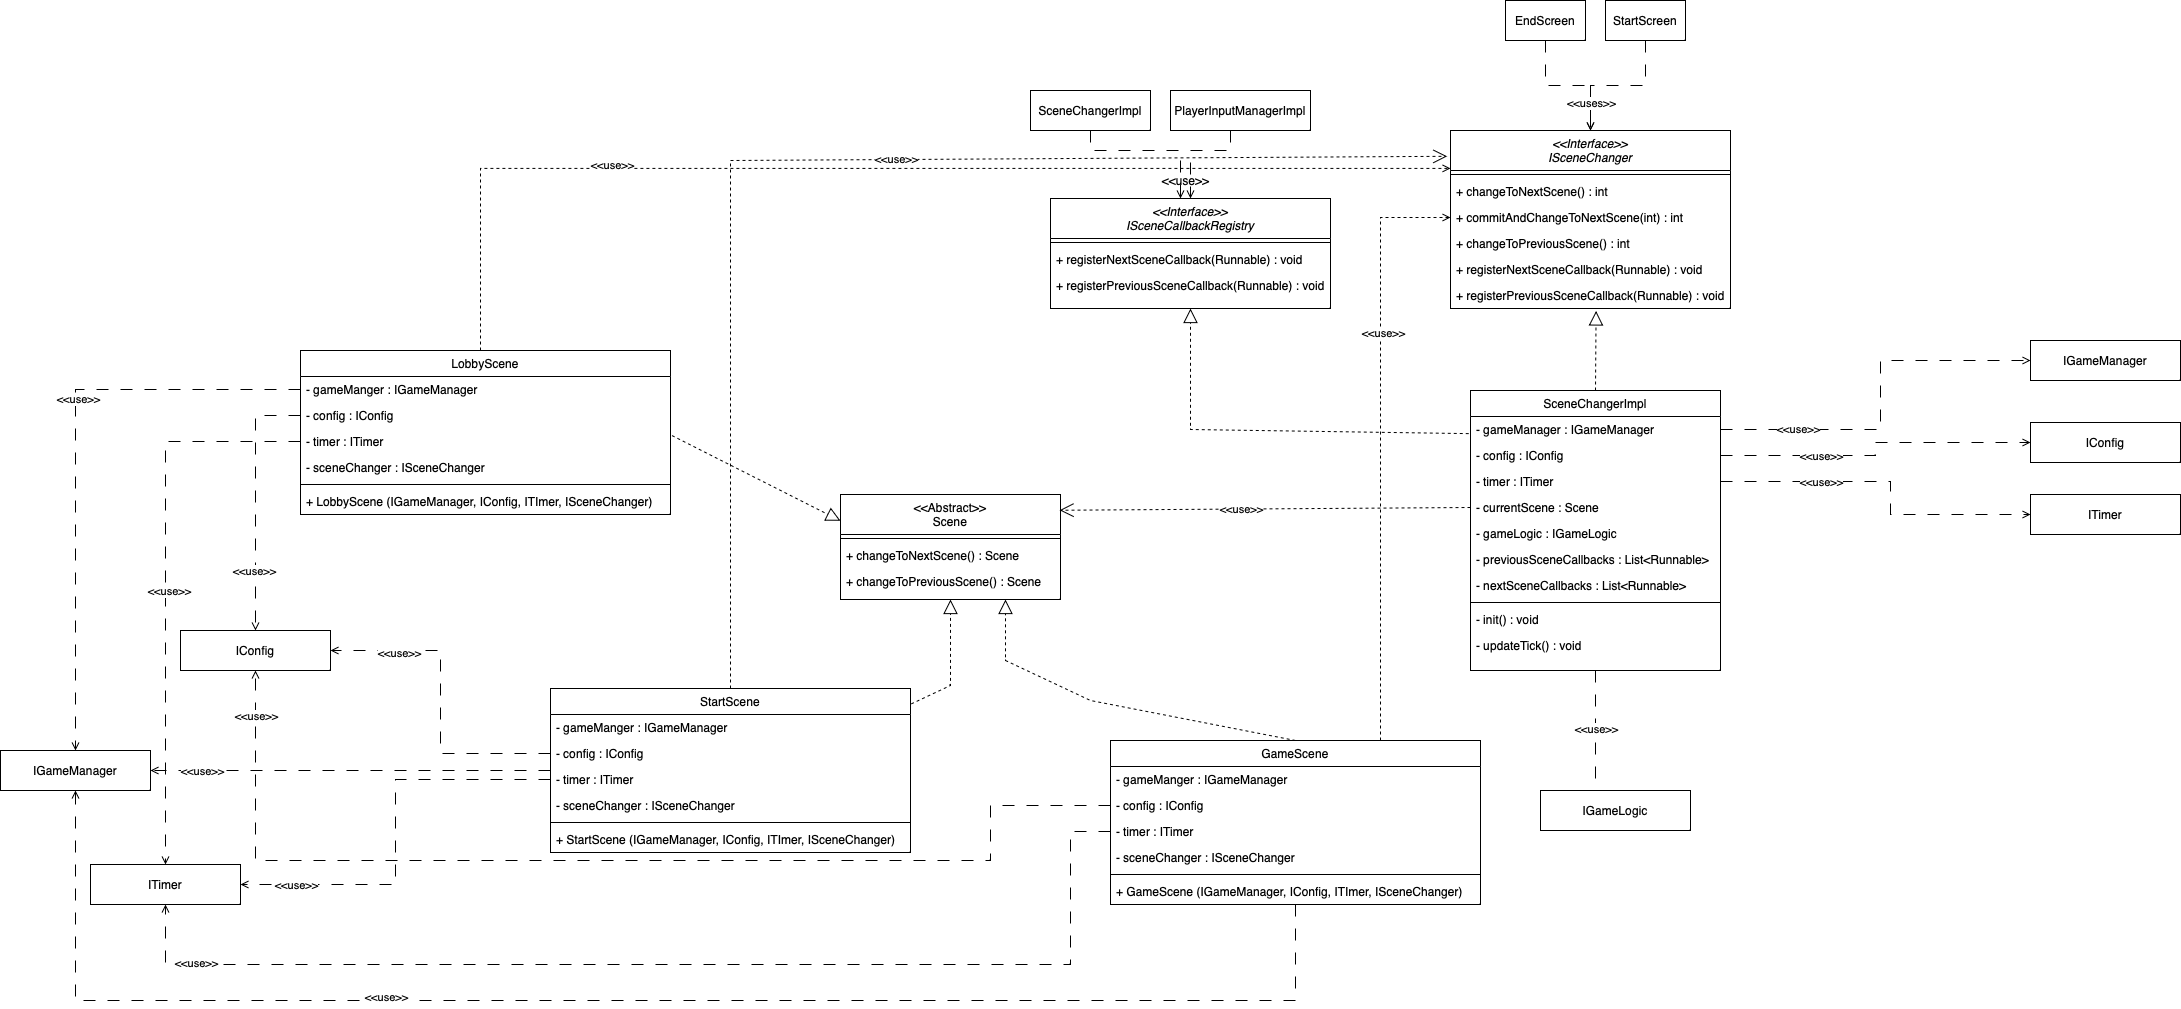 EndScreen
StartScreen
<<uses>>
SceneChangerImpl
PlayerInputManagerImpl
<<use>>
<<use>>
<<use>>
<<Interface>>
ISceneChanger
+ changeToNextScene() : int
+ commitAndChangeToNextScene(int) : int
+ changeToPreviousScene() : int
+ registerNextSceneCallback(Runnable) : void
+ registerPreviousSceneCallback(Runnable) : void
<<Interface>>
ISceneCallbackRegistry
+ registerNextSceneCallback(Runnable) : void
+ registerPreviousSceneCallback(Runnable) : void
<<use>>
LobbyScene
- gameManger : IGameManager
- config : IConfig
- timer : ITimer
- sceneChanger : ISceneChanger
+ LobbyScene (IGameManager, IConfig, ITImer, ISceneChanger)
<<use>>
<<use>>
<<use>>
SceneChangerImpl
- gameManager : IGameManager
- config : IConfig
- timer : ITimer
- currentScene : Scene
- gameLogic : IGameLogic
- previousSceneCallbacks : List<Runnable>
- nextSceneCallbacks : List<Runnable>
- init() : void
- updateTick() : void
<<use>>
<<use>>
<<use>>
IGameManager
IConfig
ITimer
<<use>>
<<Abstract>>
Scene
+ changeToNextScene() : Scene
+ changeToPreviousScene() : Scene
IConfig
<<use>>
<<use>>
StartScene
- gameManger : IGameManager
- config : IConfig
- timer : ITimer
- sceneChanger : ISceneChanger
+ StartScene (IGameManager, IConfig, ITImer, ISceneChanger)
<<use>>
IGameManager
<<use>>
GameScene
- gameManger : IGameManager
- config : IConfig
- timer : ITimer
- sceneChanger : ISceneChanger
+ GameScene (IGameManager, IConfig, ITImer, ISceneChanger)
IGameLogic
ITimer
<<use>>
<<use>>
<<use>>